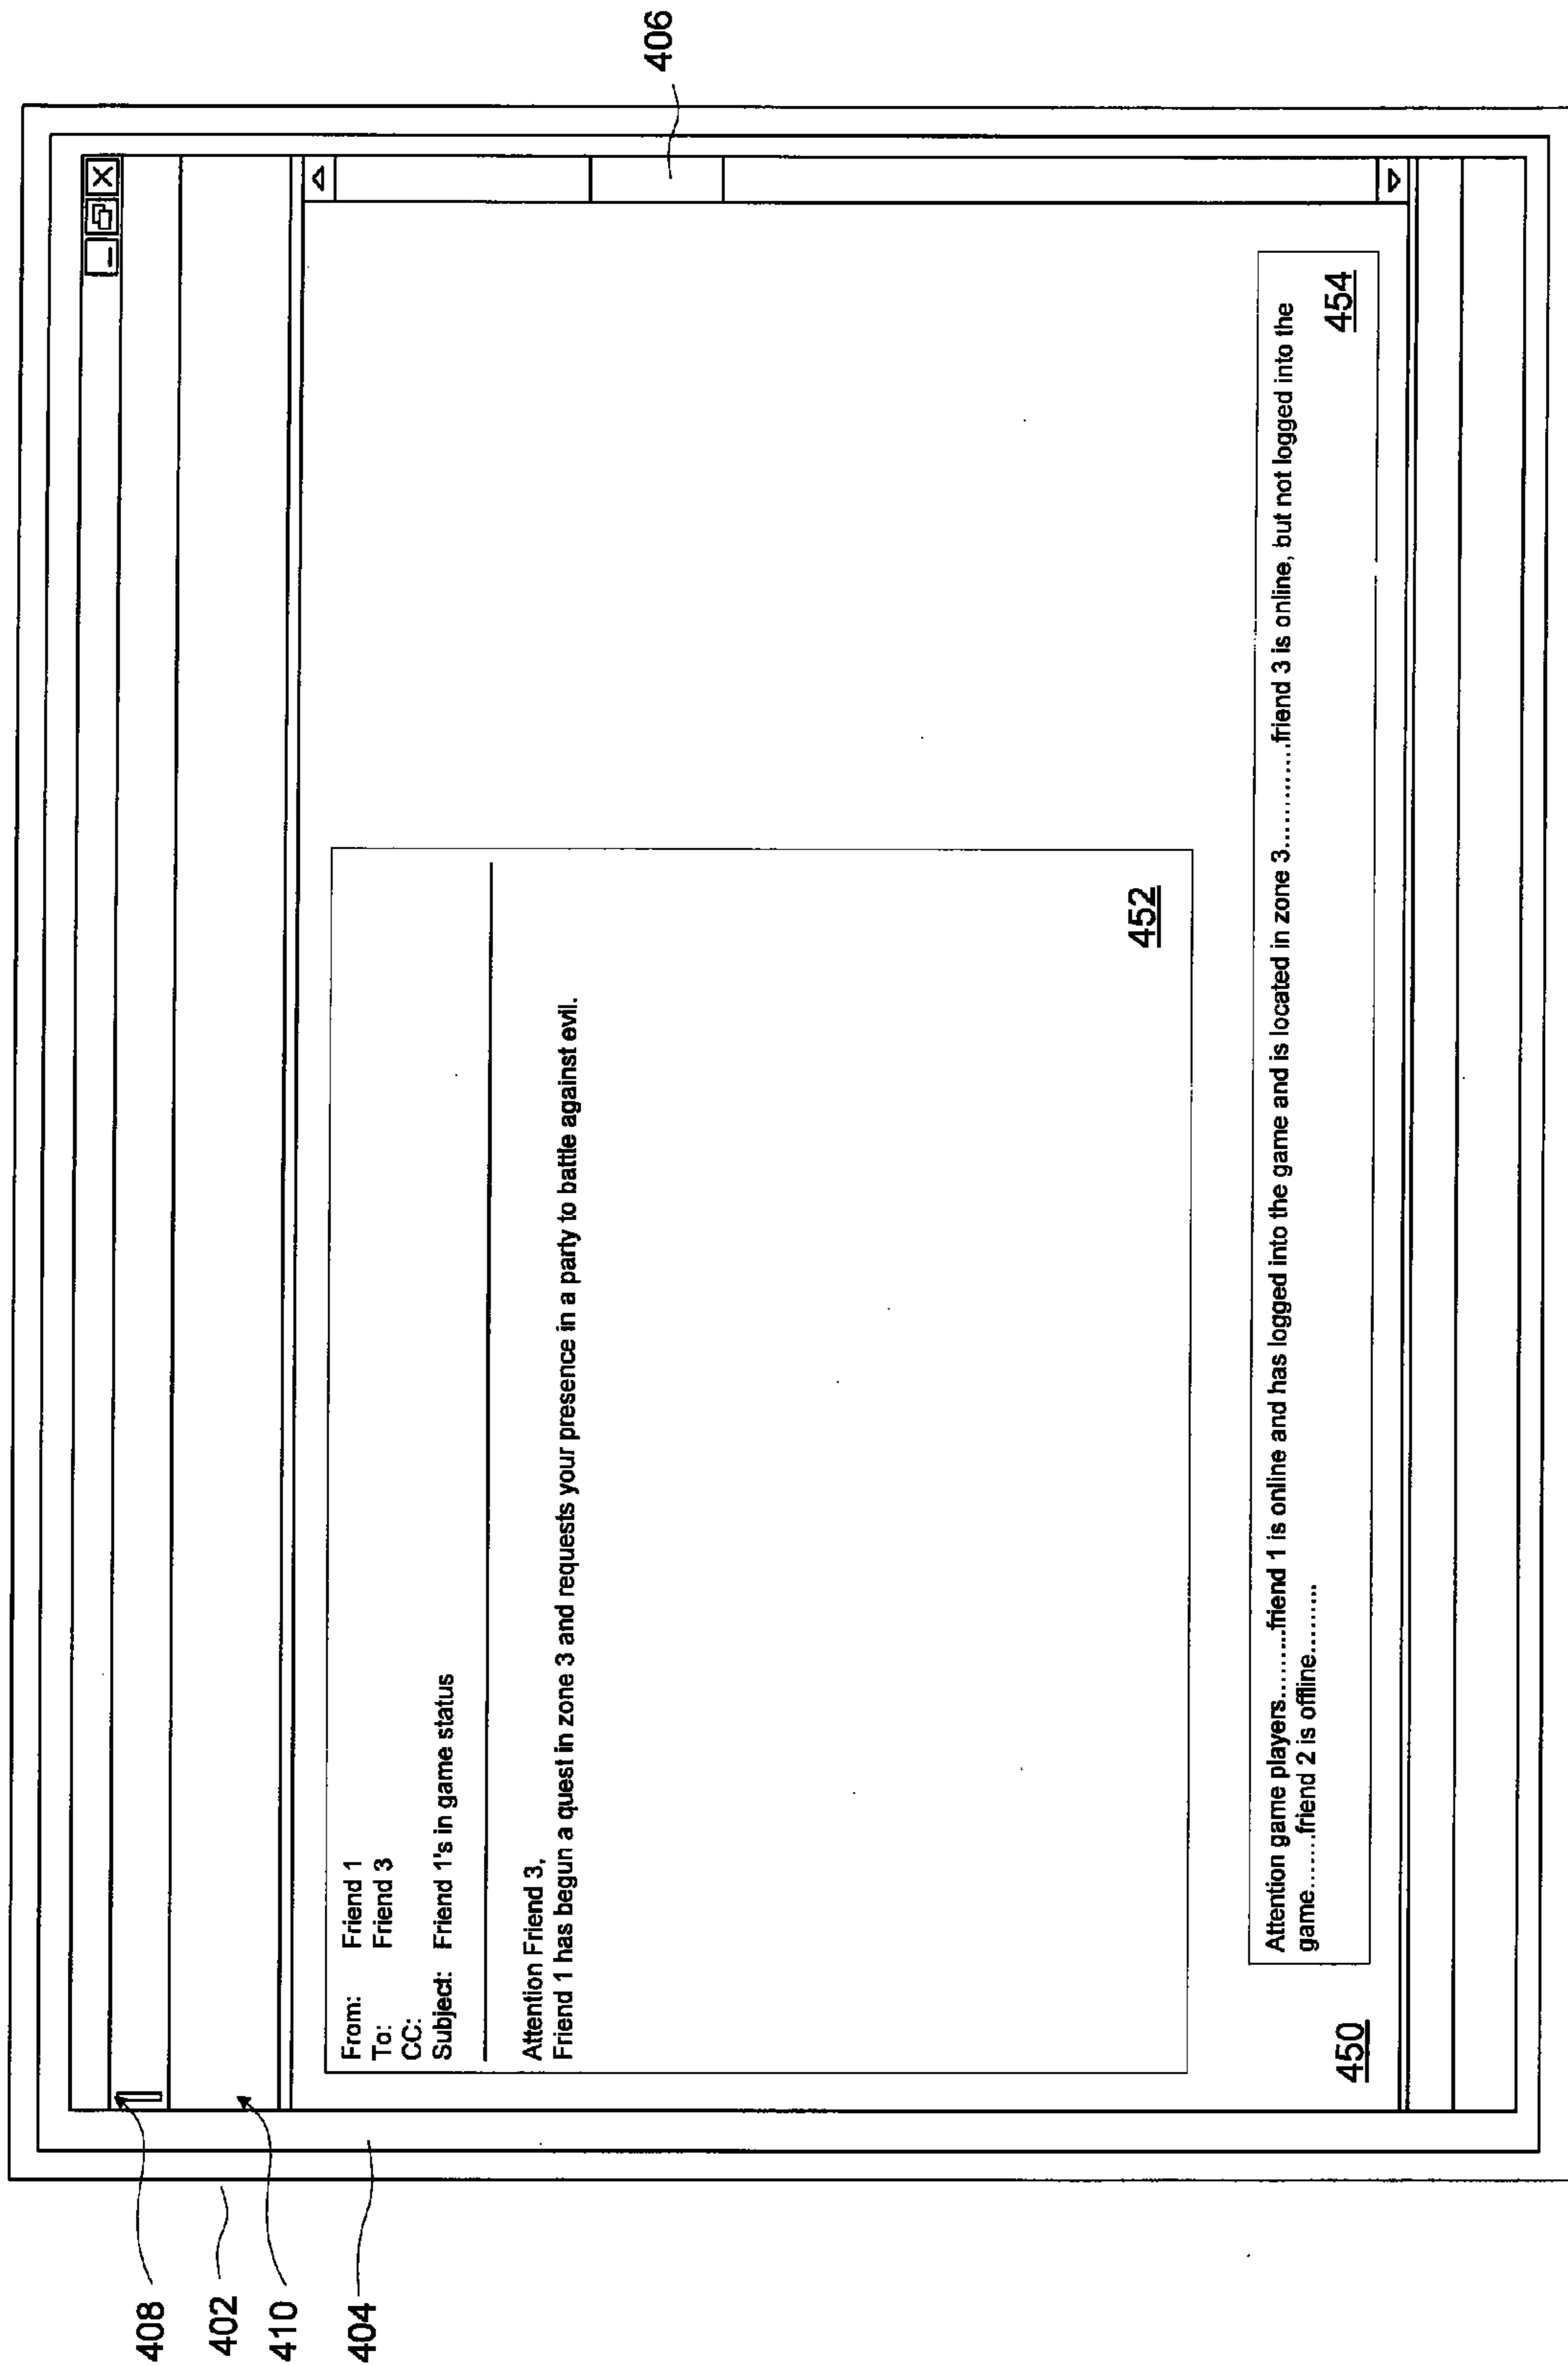 408
402
410
404
406
From: Friend 1
To: Friend 3
CC:
Subject: Friend 1's in game status
Attention Friend 3,
Friend 1 has begun a quest in zone 3 and requests your presence in a party to battle against evil.
452
Attention game players........friend 1 is online and has logged into the game and is located in zone 3............friend 3 is online, but not logged into the
game.......friend 2 is offline........
454
450